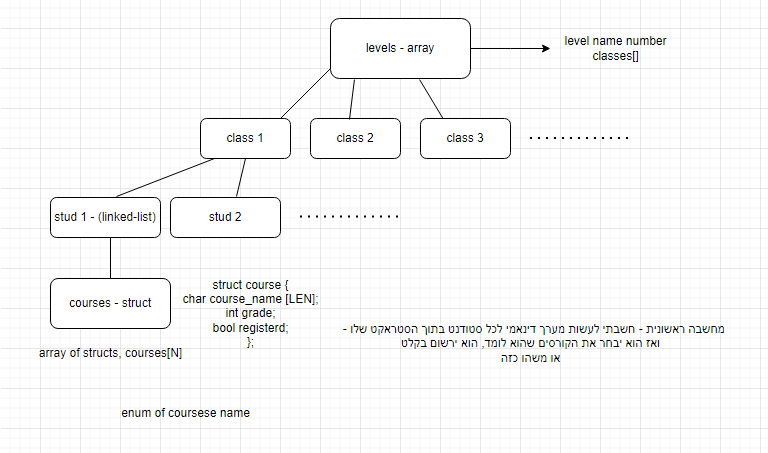 levels - array
level name number
classes[]
class 1
class 2
class 3
stud 1 - (linked-list)
stud 2
courses - struct
struct course {
char course_name [LEN];
int grade;
bool registerd;
};
array of structs, courses[N]
מחשבה ראשונית - חשבתי לעשות מערך דינאמי לכל סטודנט בתוך הסטראקט שלו -
ואז הוא יבחר את הקורסים שהוא לומד, הוא ירשום בקלט
או משהו כזה
enum of coursese name